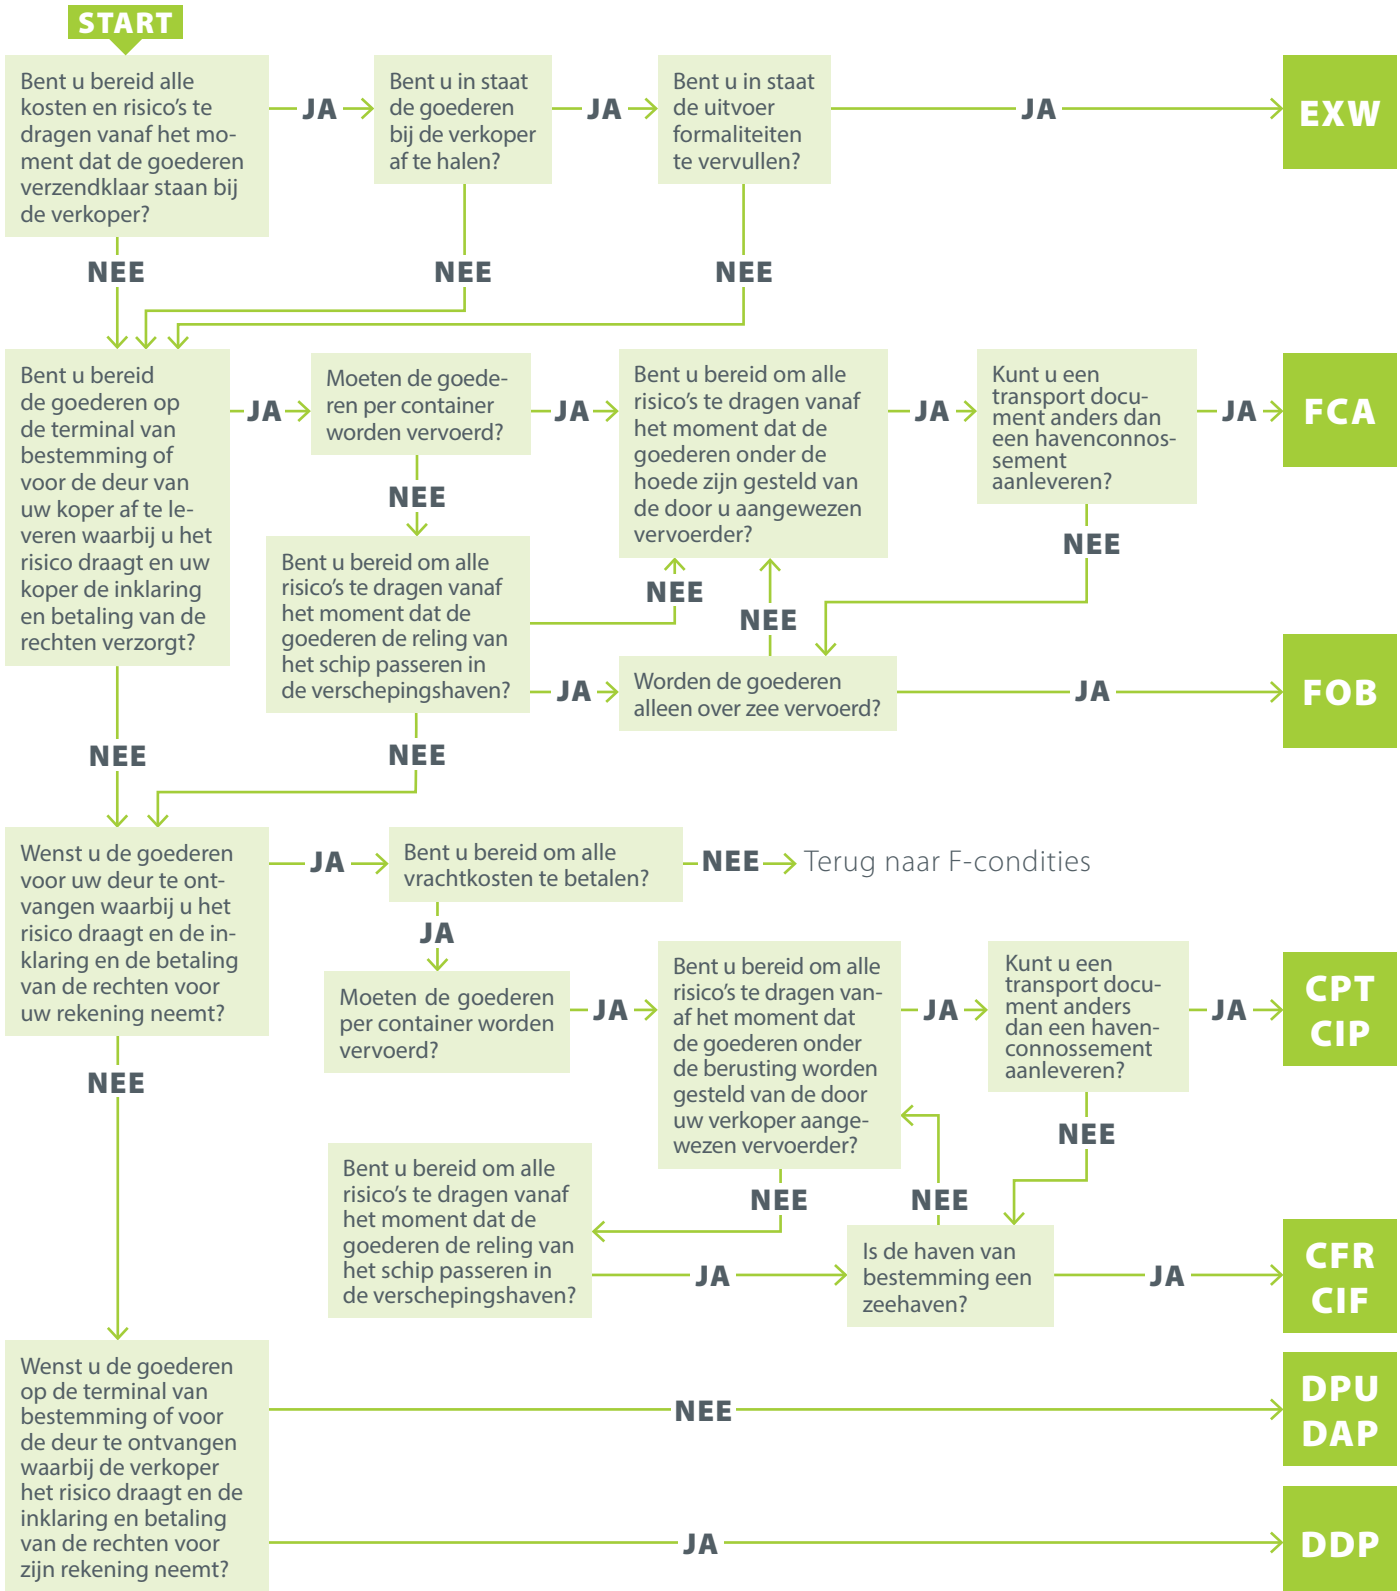 START
Bent u bereid alle
kosten en risico's te
dragen vanaf het mo-
ment dat de goederen
verzendklaar staan bij
de verkoper?
JA
Bent u in staat
de goederen
bij de verkoper
af te halen?
JA
Bent u in staat
de uitvoer
formaliteiten
te vervullen?
JA
EXW
NEE
NEE
NEE
Bent u bereid
de goederen op
de terminal van
bestemming of
voor de deur van
uw koper af te le-
veren waarbij u het
risico draagt en uw
koper de inklaring
en betaling van de
rechten verzorgt?
JA
Moeten de goede-
ren per container
worden vervoerd?
JA
Bent u bereid om alle
risico's te dragen vanaf
het moment dat de
goederen onder de
hoede zijn gesteld van
de door u aangewezen
vervoerder?
JA
Kunt u een
transport docu-
ment anders dan
een havenconnos-
sement
aanleveren?
JA
FCA
NEE
NEE
Bent u bereid om alle
risico's te dragen vanaf
het moment dat de
goederen de reling van
het schip passeren in
de verschepingshaven?
NEE
NEE
JA
Worden de goederen
alleen over zee vervoerd?
JA
FOB
NEE
NEE
Wenst u de goederen
voor uw deur te ont-
vangen waarbij u het
risico draagt en de in-
klaring en de betaling
van de rechten voor
uw rekening neemt?
JA
Bent u bereid om alle
vrachtkosten te betalen?
NEE
Terug naar F-condities
JA
Moeten de goederen
per container worden
vervoerd?
JA
Bent u bereid om alle
risico's te dragen van-
af het moment dat
de goederen onder
de berusting worden
gesteld van de door
uw verkoper aange-
wezen vervoerder?
JA
Kunt u een
transport docu-
ment anders
dan een haven-
connossement
aanleveren?
JA
CPT
CIP
NEE
NEE
NEE
NEE
Bent u bereid om alle
risico's te dragen vanaf
het moment dat de
goederen de reling van
het schip passeren in
de verschepingshaven?
JA
Is de haven van
bestemming een
zeehaven?
JA
CFR
CIF
Wenst u de goederen
op de terminal van
bestemming of voor
de deur te ontvangen
waarbij de verkoper
het risico draagt en de
inklaring en betaling
van de rechten voor
zijn rekening neemt?
NEE
DPU
DAP
JA
DDP